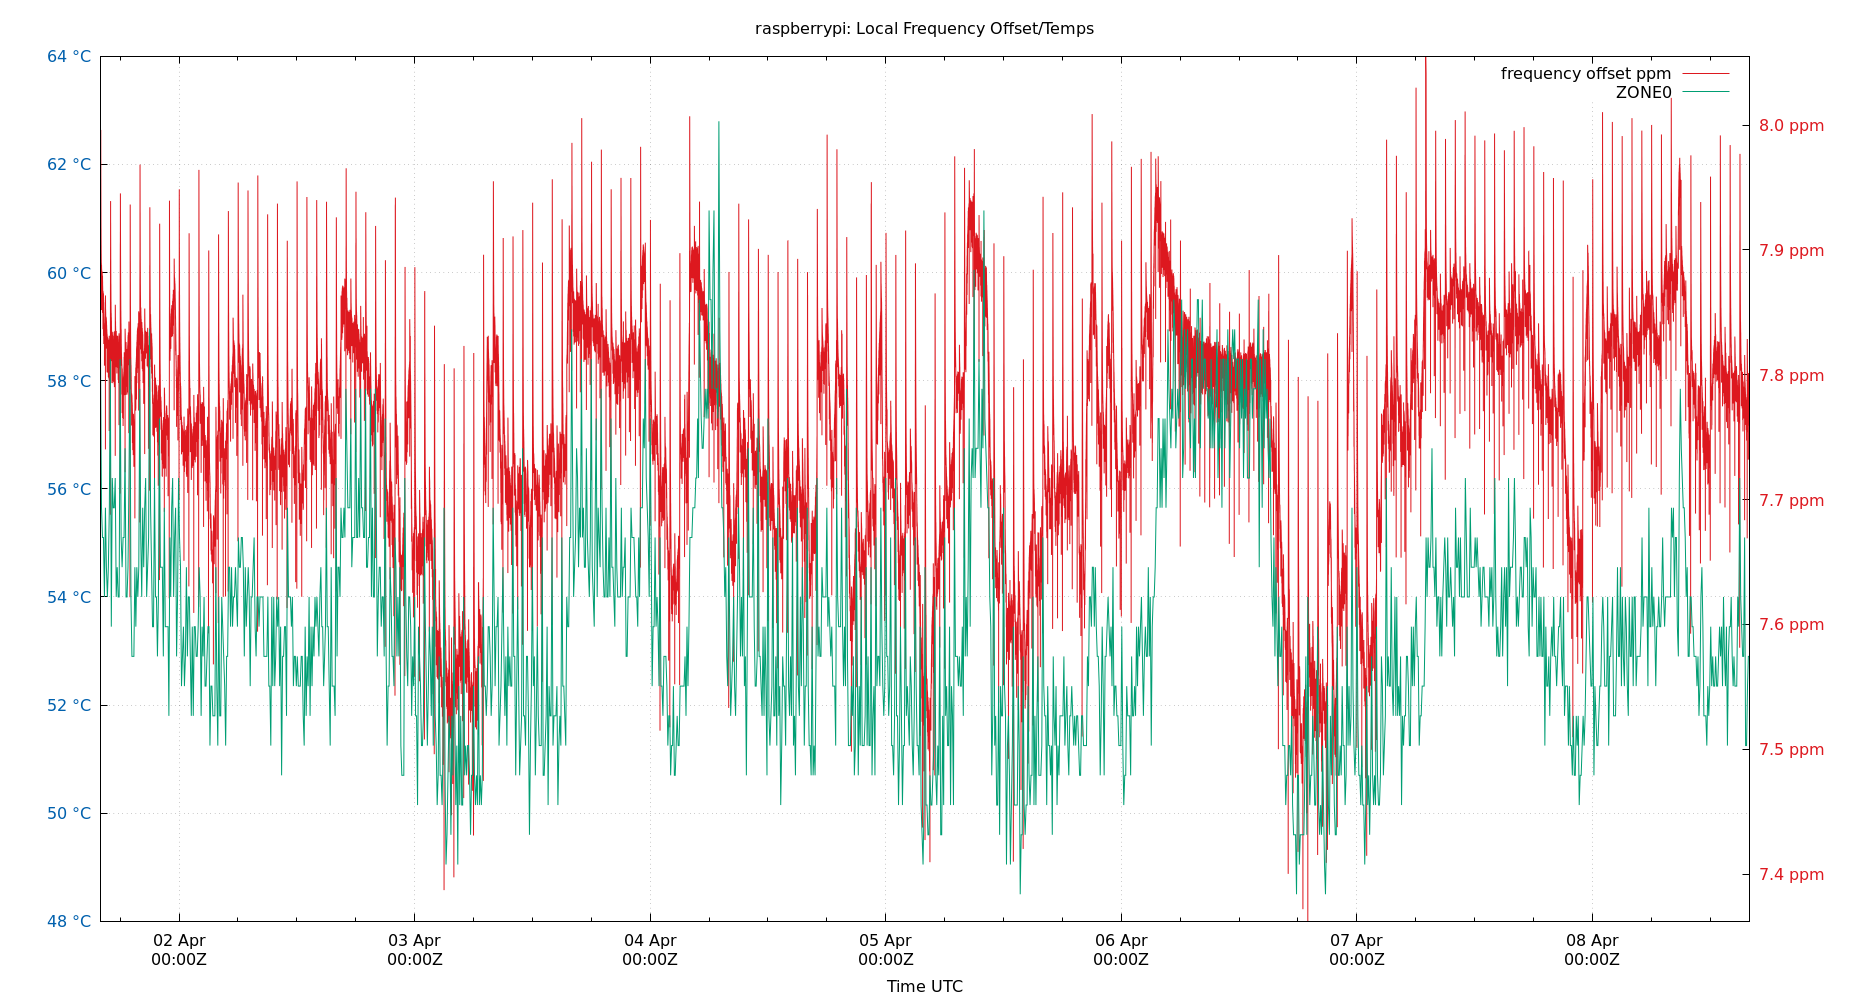 raspberrypi: Local Frequency Offset/Temps
64 °C
62 °C
60 °C
58 °C
56 °C
54 °C
52 °C
50 °C
48 °C
frequency offset ppm
ZONE0
8.0 ppm
7.9 ppm
7.8 ppm
7.7 ppm
7.6 ppm
7.5 ppm
7.4 ppm
02 Apr
00:00Z
03 Apr
00:00Z
04 Apr
00:00Z
05 Apr
00:00Z
06 Apr
00:00Z
07 Apr
00:00Z
08 Apr
00:00Z
Time UTC